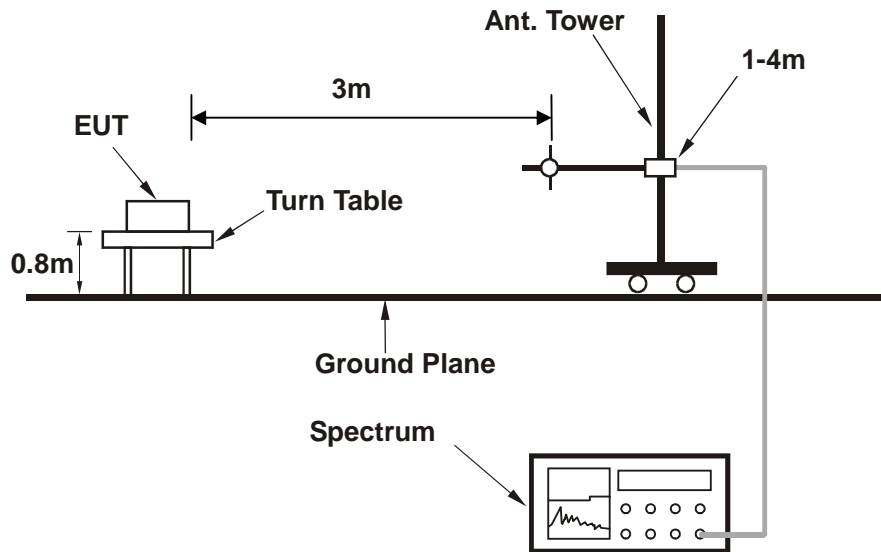 Ant. Tower
1-4m
3m
EUT
Turn Table
0.8m
Ground Plane
Spectrum